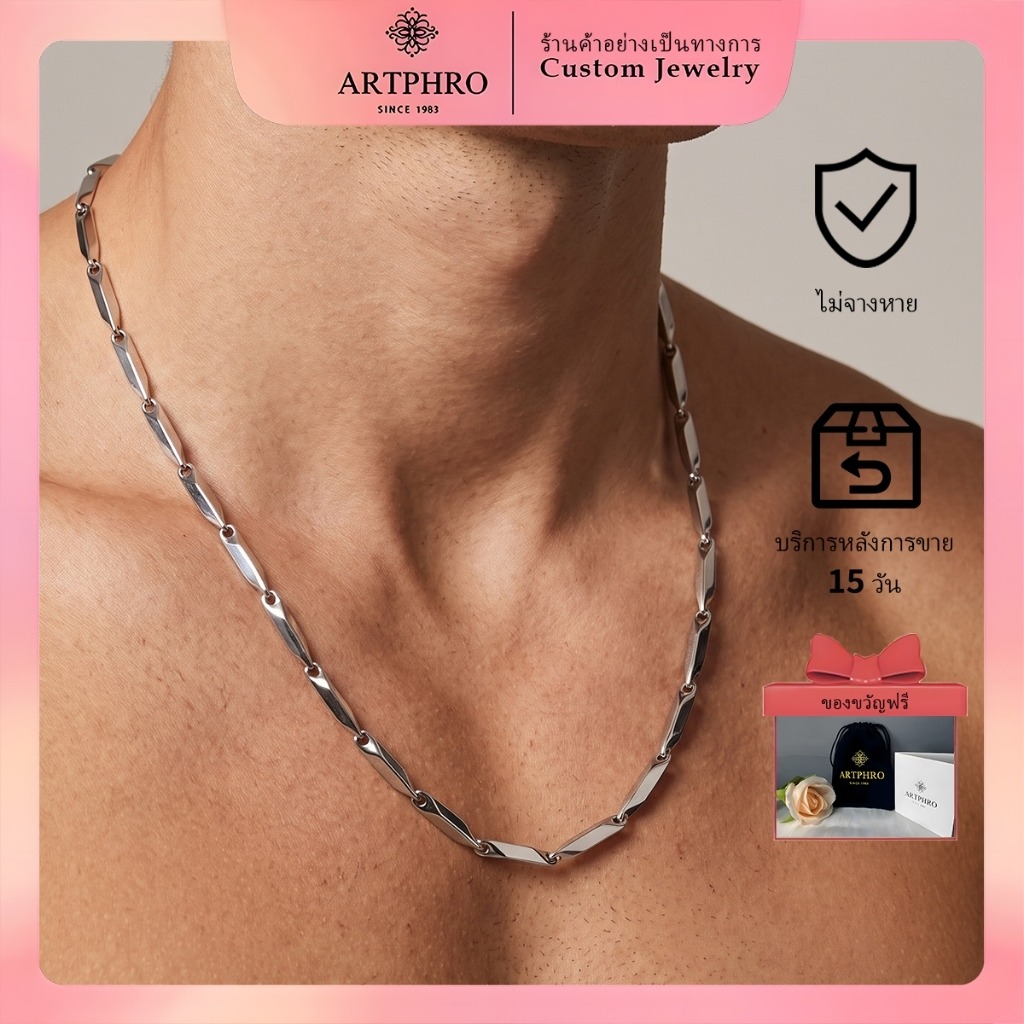 ARTPHRO
SINCE 1983
ร้านค้าอย่างเป็นทางการ
Custom Jewelry
ไม่จางหาย
บริการหลังการขาย
15 วัน
ของขวัญฟรี
ARTPHRO
SINCE 1983
ARTPHRO